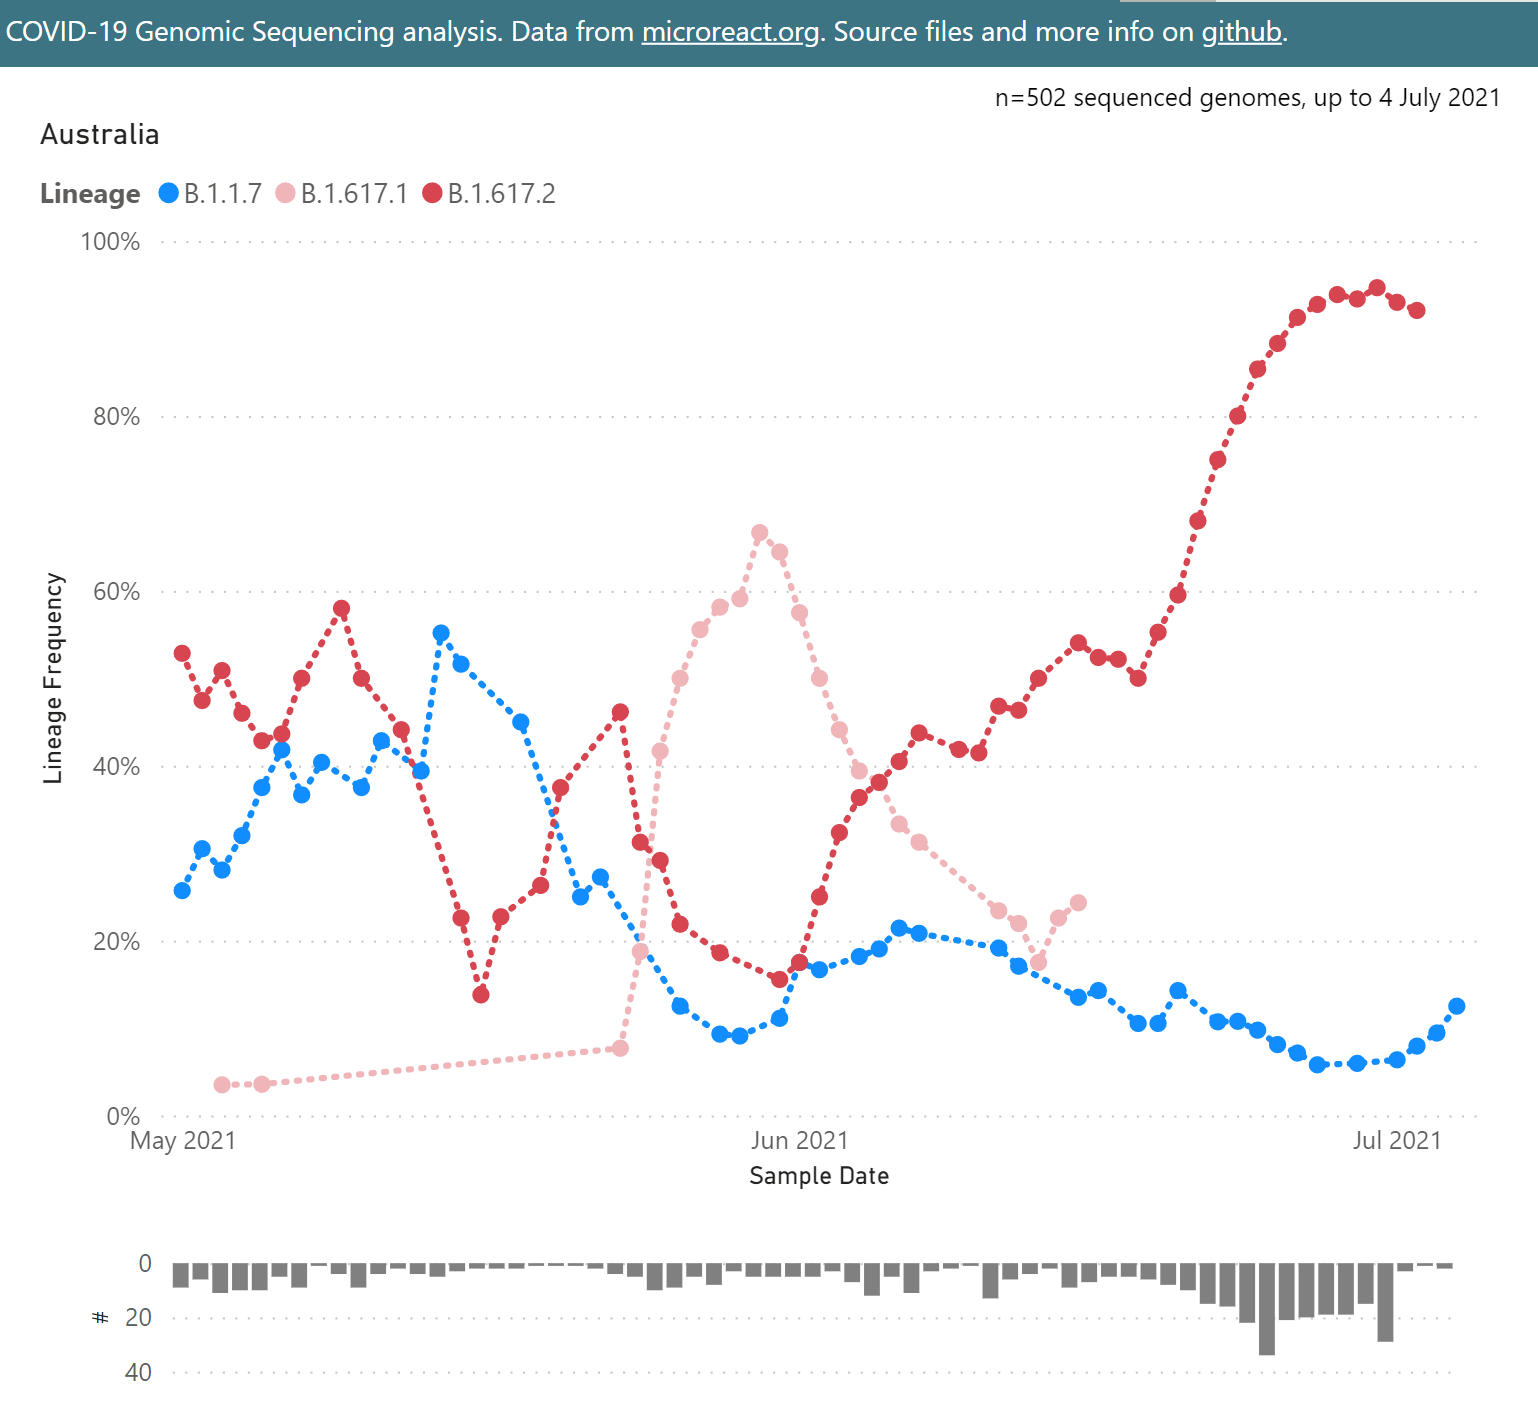 COVID-19 Genomic Sequencing analysis. Data from microreact.org. Source files and more info on github.
n=502 sequenced genomes, up to 4 July 2021
Australia
Lineage B.1.1.7 B.1.617.1 B.1.617.2
100%
80%
60%
40%
20%
0%
Lineage Frequency
May 2021 Jun 2021 Jul 2021
Sample Date
0
20
40
#